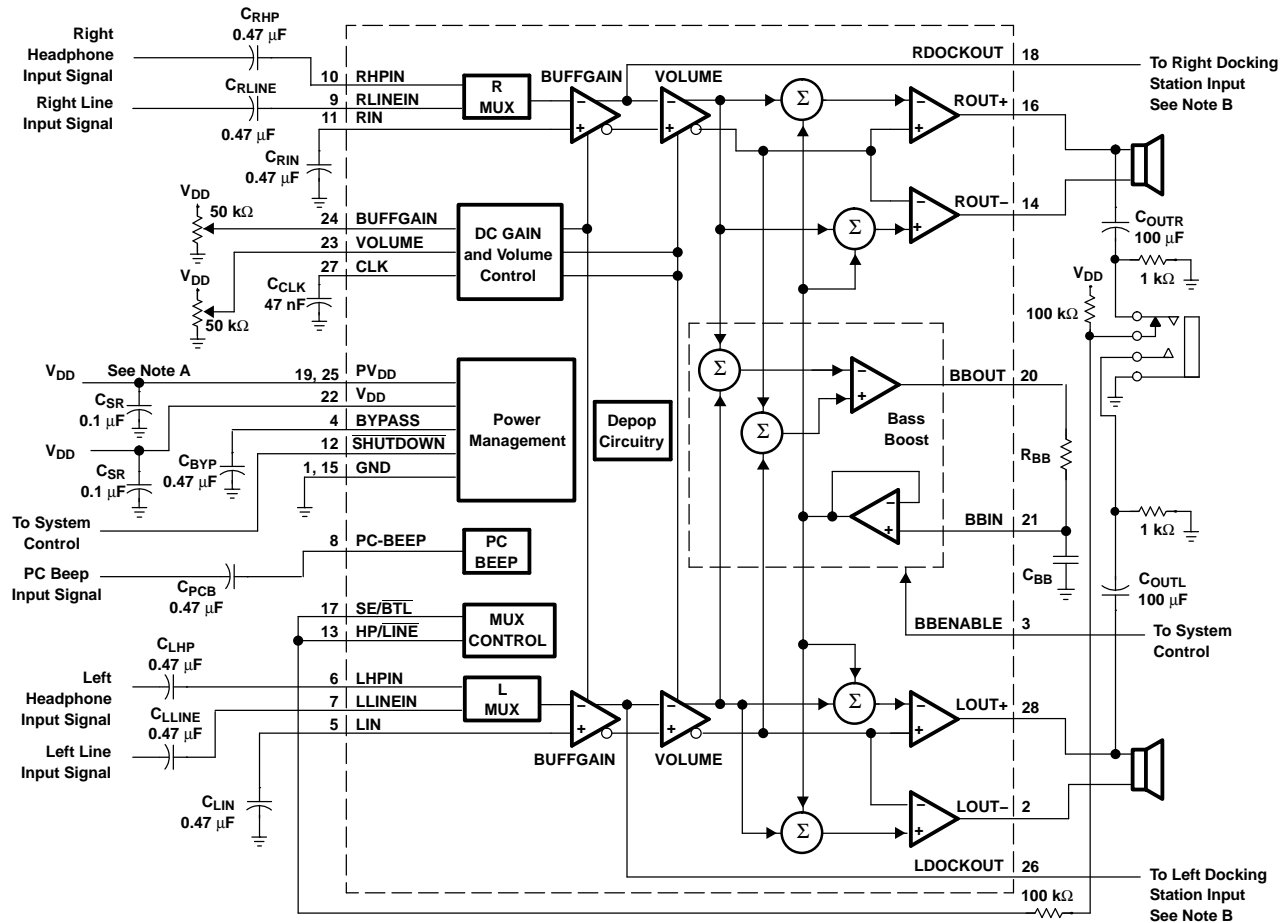 Right
Headphone
Input Signal
CRHP
0.47 μF
10 RHPIN
Right Line
Input Signal
CRLINE
0.47 μF
9 RLINEIN
11 RIN
CRIN
0.47 μF
R
MUX
BUFFGAIN
VOLUME
RDOCKOUT 18
To Right Docking
Station Input
See Note B
Σ
ROUT+ 16
ROUT− 14
Σ
COUTR
100 μF
1 kΩ
VDD
100 kΩ
VDD
50 kΩ
24 BUFFGAIN
23 VOLUME
27 CLK
VDD
50 kΩ
CCLK
47 nF
DC GAIN
and Volume
Control
VDD
See Note A
19, 25 PVDD
CSR
0.1 μF
22 VDD
4 BYPASS
12 SHUTDOWN
1, 15 GND
VDD
CSR
0.1 μF
CBYP
0.47 μF
To System
Control
Power
Management
Depop
Circuitry
Σ
Σ
Bass
Boost
BBOUT 20
RBB
BBIN 21
CBB
1 kΩ
COUTL
100 μF
BBENABLE 3
To System
Control
PC Beep
Input Signal
CPCB
0.47 μF
8 PC-BEEP
PC
BEEP
17 SE/BTL
13 HP/LINE
MUX
CONTROL
Left
Headphone
Input Signal
CLHP
0.47 μF
6 LHPIN
CLLINE
0.47 μF
7 LLINEIN
Left Line
Input Signal
5 LIN
CLIN
0.47 μF
L
MUX
BUFFGAIN
VOLUME
Σ
LOUT+ 28
LOUT− 2
Σ
LDOCKOUT 26
To Left Docking
Station Input
See Note B
100 kΩ
− + − + − + − + − + − + − + − + − + − +